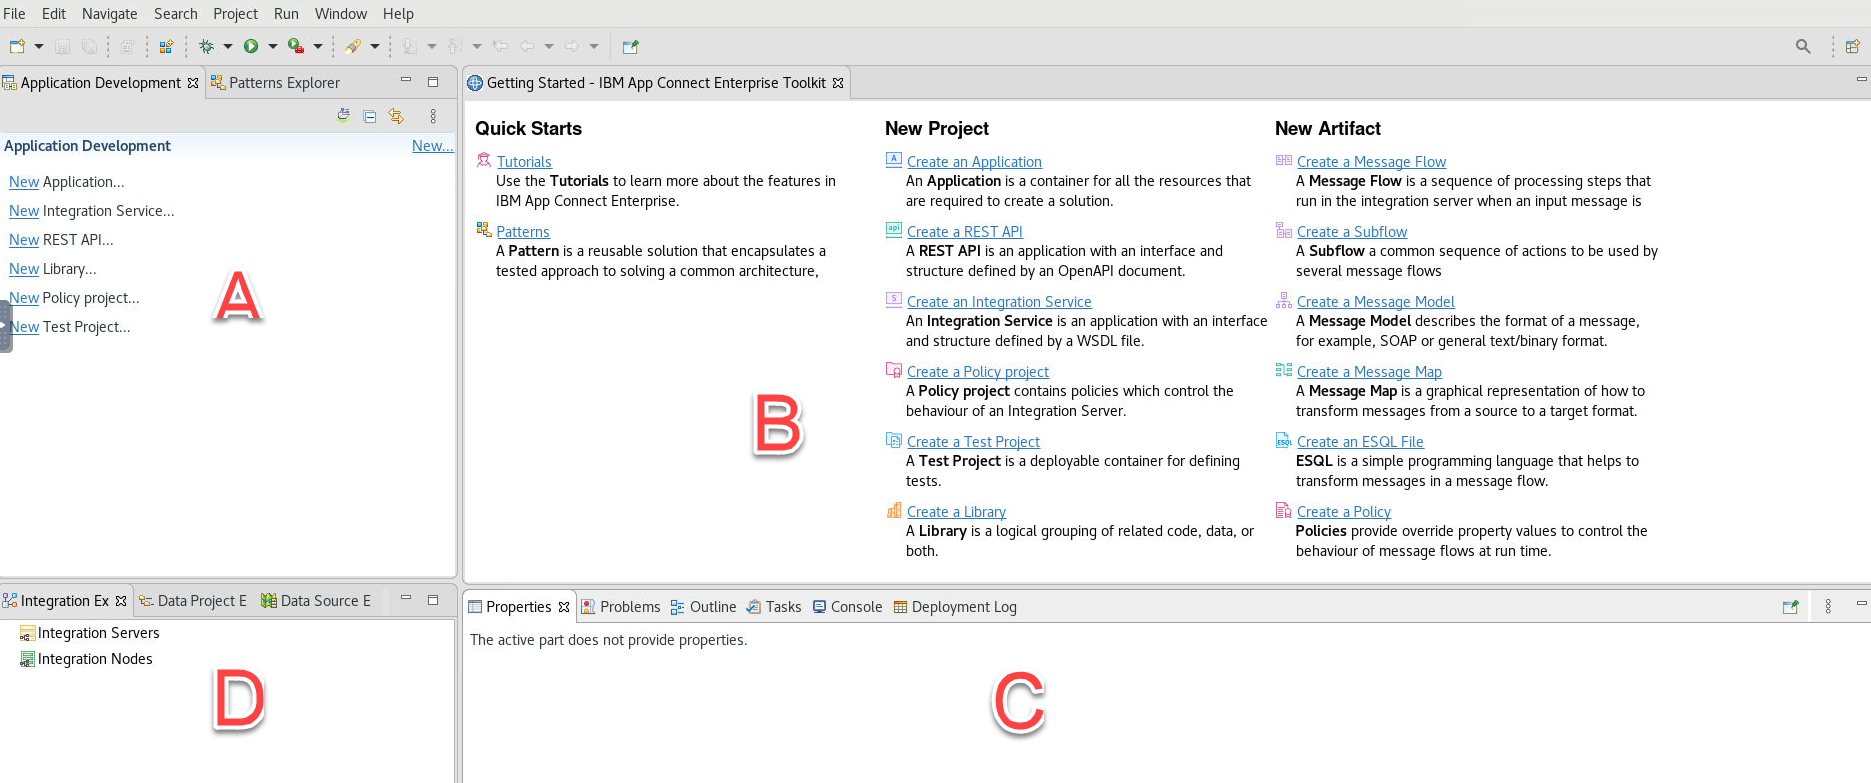 File Edit Navigate Search Project Run Window Help
Application Development
Patterns Explorer
Application Development New...
New Application...
New Integration Service...
New REST API...
New Library...
New Policy project...
New Test Project...
A
Getting Started - IBM App Connect Enterprise Toolkit
Quick Starts
Tutorials
Use the Tutorials to learn more about the features in
IBM App Connect Enterprise.
Patterns
A Pattern is a reusable solution that encapsulates a
tested approach to solving a common architecture,
B
New Project
A
Create an Application
An Application is a container for all the resources that
are required to create a solution.
api
Create a REST API
A REST API is an application with an interface and
structure defined by an OpenAPI document.
S
Create an Integration Service
An Integration Service is an application with an interface
and structure defined by a WSDL file.
Create a Policy project
A Policy project contains policies which control the
behaviour of an Integration Server.
Create a Test Project
A Test Project is a deployable container for defining
tests.
Create a Library
A Library is a logical grouping of related code, data, or
both.
New Artifact
Create a Message Flow
A Message Flow is a sequence of processing steps that
run in the integration server when an input message is
Create a Subflow
A Subflow a common sequence of actions to be used by
several message flows
Create a Message Model
A Message Model describes the format of a message,
for example, SOAP or general text/binary format.
Create a Message Map
A Message Map is a graphical representation of how to
transform messages from a source to a target format.
ESQL
Create an ESQL File
ESQL is a simple programming language that helps to
transform messages in a message flow.
Create a Policy
Policies provide override property values to control the
behaviour of message flows at run time.
Integration Ex
Data Project E
Data Source E
Integration Servers
Integration Nodes
D
Properties
Problems
Outline
Tasks
Console
Deployment Log
The active part does not provide properties.
C